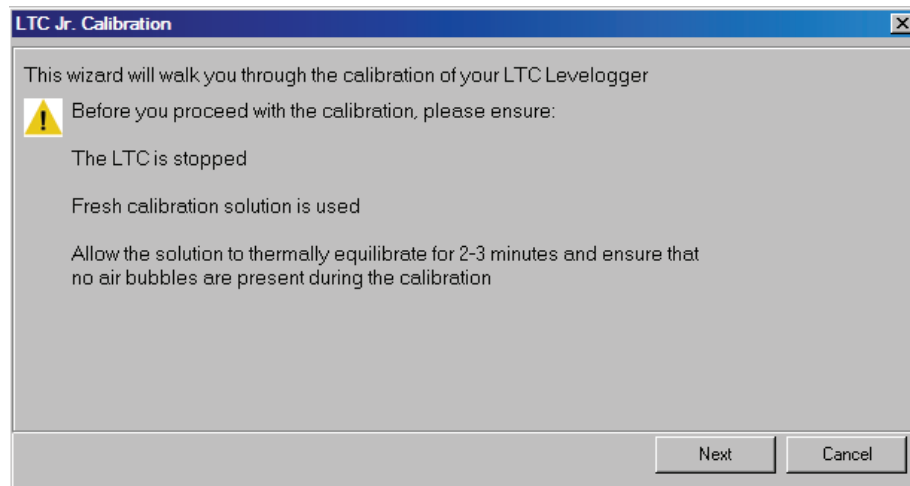 LTC Jr. Calibration
This wizard will walk you through the calibration of your LTC Levelogger
Before you proceed with the calibration, please ensure:
The LTC is stopped
Fresh calibration solution is used
Allow the solution to thermally equilibrate for 2-3 minutes and ensure that
no air bubbles are present during the calibration
Next
Cancel